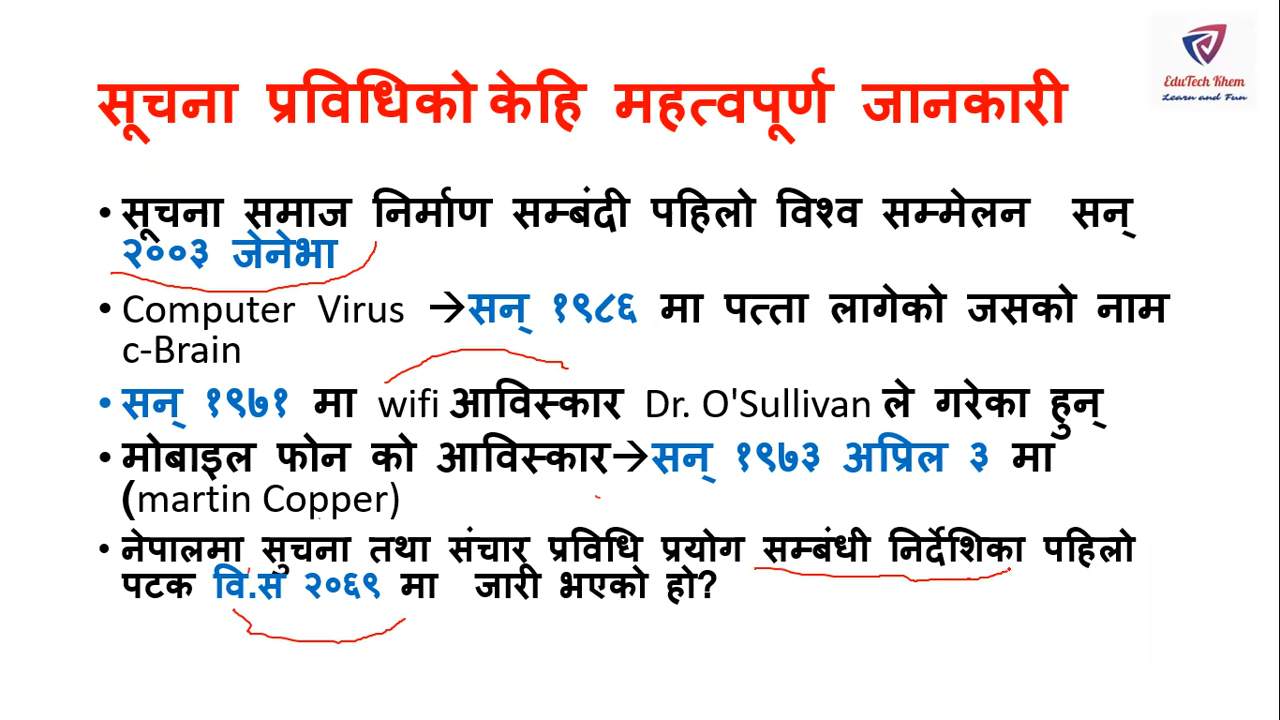 EduTech Khem
Learn and Fun
सूचना प्रविधिको केहि महत्वपूर्ण जानकारी
• सूचना समाज निर्माण सम्बंदी पहिलो विश्व सम्मेलन सन्
२००३ जेनेभा
• Computer Virus →सन् १९८६ मा पत्ता लागेको जसको नाम
c-Brain
• सन् १९७१ मा wifi आविस्कार Dr. O'Sullivan ले गरेका हुन्
• मोबाइल फोन को आविस्कार→सन् १९७३ अप्रिल ३ मा
(martin Copper)
• नेपालमा सुचना तथा संचार प्रविधि प्रयोग सम्बंधी निर्देशिका पहिलो
पटक वि.स २०६९ मा जारी भएको हो?